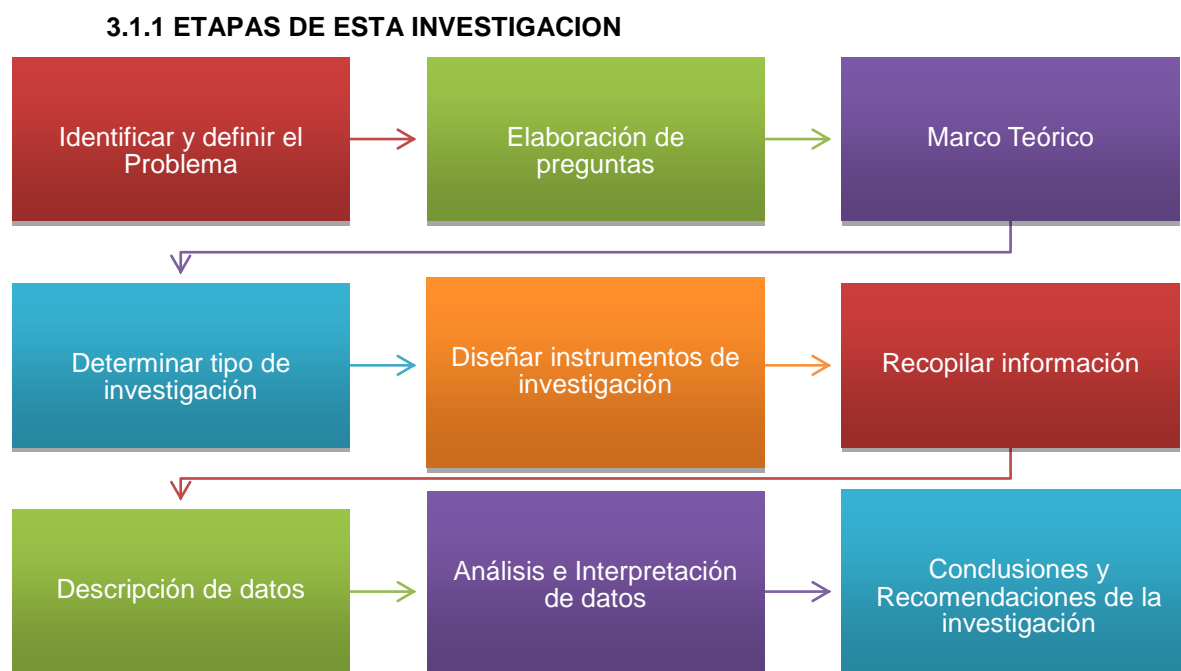 3.1.1 ETAPAS DE ESTA INVESTIGACION
Identificar y definir el
Problema
Elaboración de
preguntas
Marco Teórico
Determinar tipo de
investigación
Diseñar instrumentos de
investigación
Recopilar información
Descripción de datos
Análisis e Interpretación
de datos
Conclusiones y
Recomendaciones de la
investigación